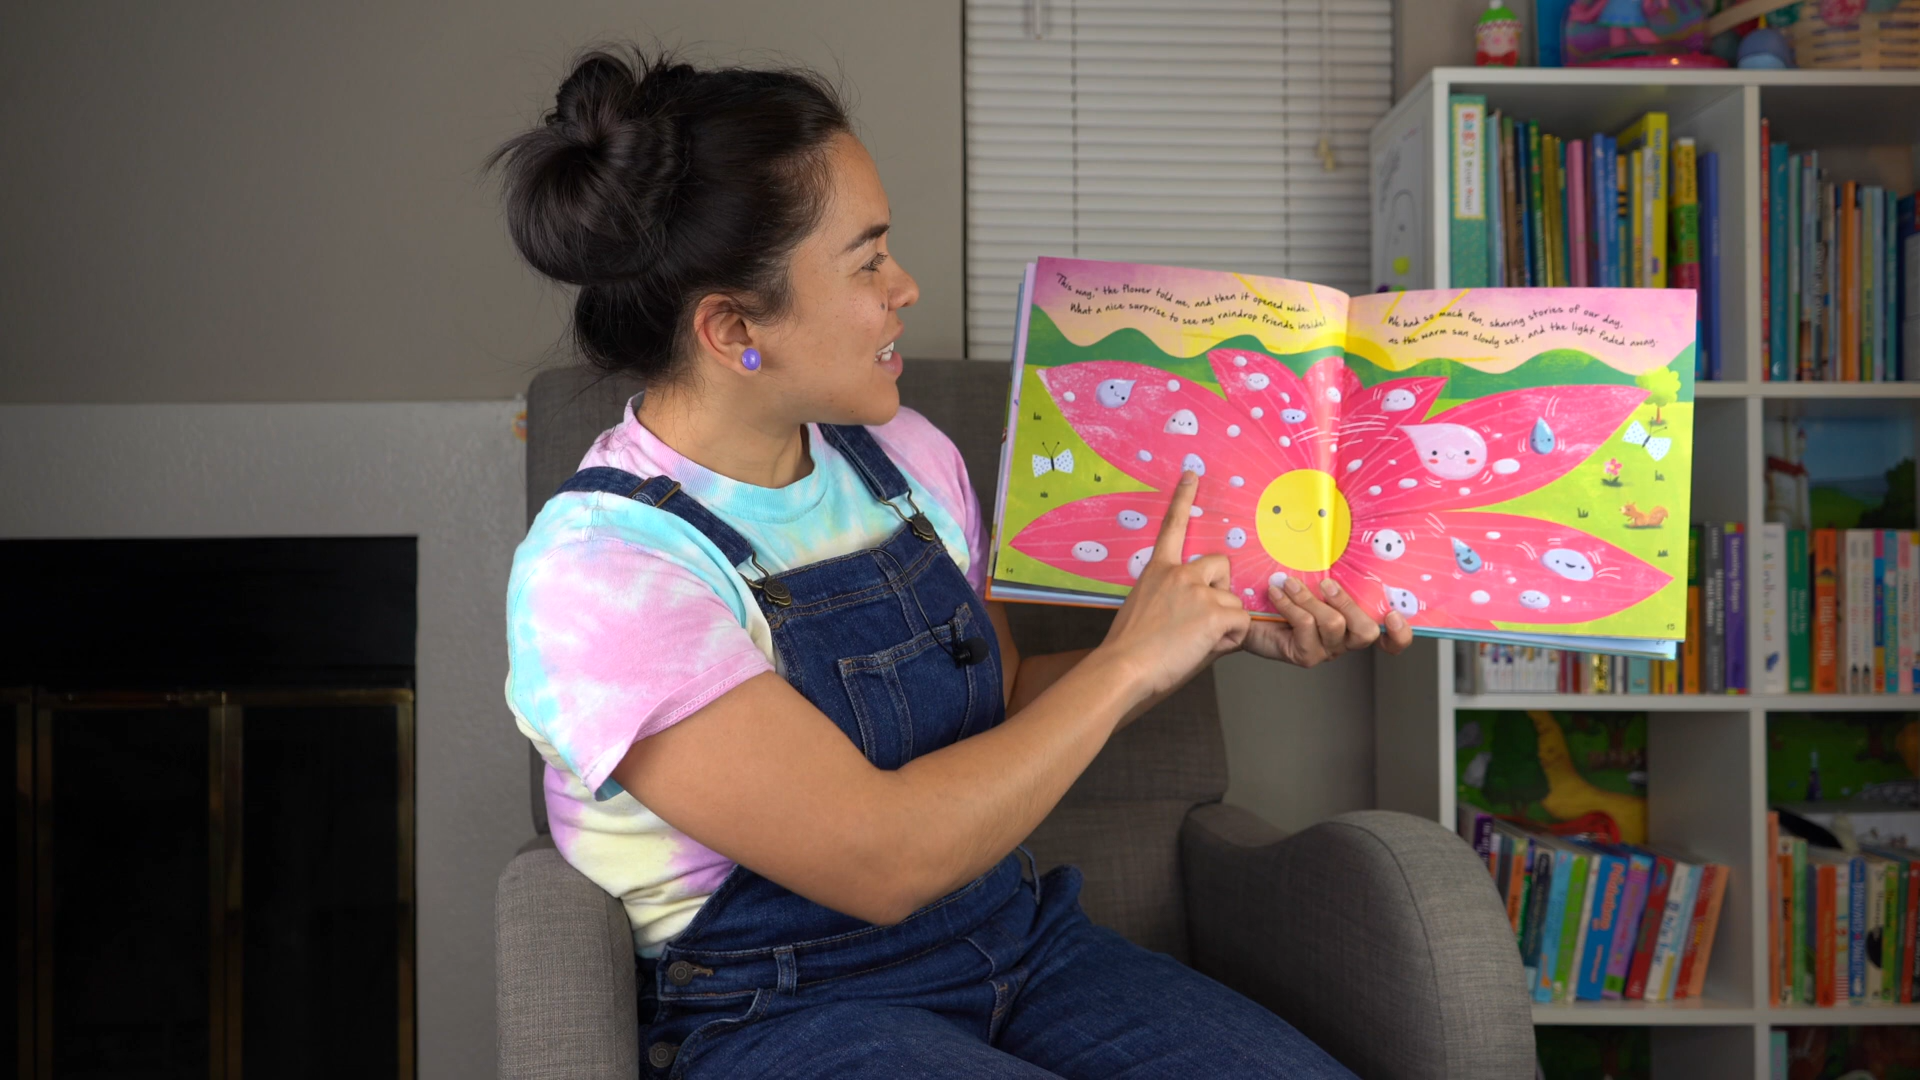 This way," the flower told me, and then it opened wide.
What a nice surprise to see my raindrop friends inside!
We had so much fun, sharing stories of our day,
as the warm sun slowly set, and the light faded away.
14
15